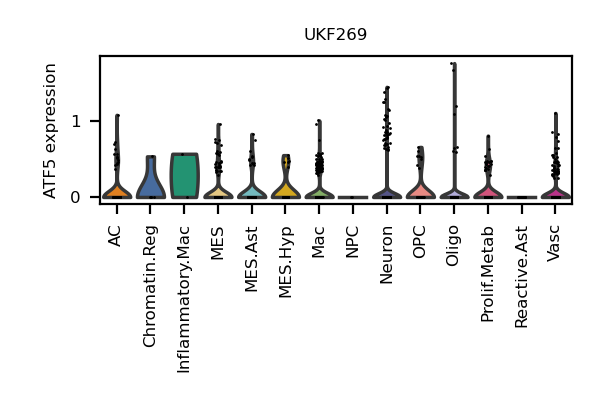 UKF269
ATF5 expression
1
0
AC
Chromatin.Reg
Inflammatory.Mac
MES
MES.Ast
MES.Hyp
Mac
NPC
Neuron
OPC
Oligo
Prolif.Metab
Reactive.Ast
Vasc